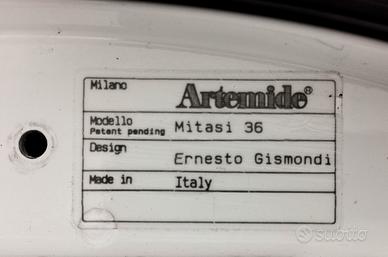 Milano Artemide®
Modello
Patent pending Mitasi 36
Design Ernesto Gismondi
Made in Italy
subito